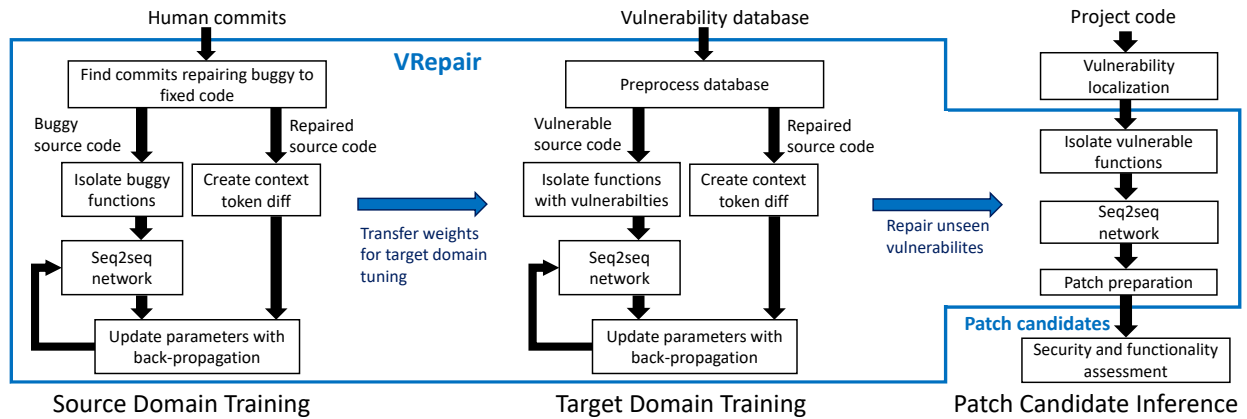 Human commits
VRepair
Find commits repairing buggy to
fixed code
Buggy
source code
Repaired
source code
Isolate buggy
functions
Create context
token diff
Seq2seq
network
Update parameters with
back-propagation
Source Domain Training
Transfer weights
for target domain
tuning
Vulnerability database
Preprocess database
Vulnerable
source code
Repaired
source code
Isolate functions
with vulnerabilties
Create context
token diff
Seq2seq
network
Update parameters with
back-propagation
Target Domain Training
Repair unseen
vulnerabilites
Project code
Vulnerability
localization
Isolate vulnerable
functions
Seq2seq
network
Patch preparation
Patch candidates
Security and functionality
assessment
Patch Candidate Inference